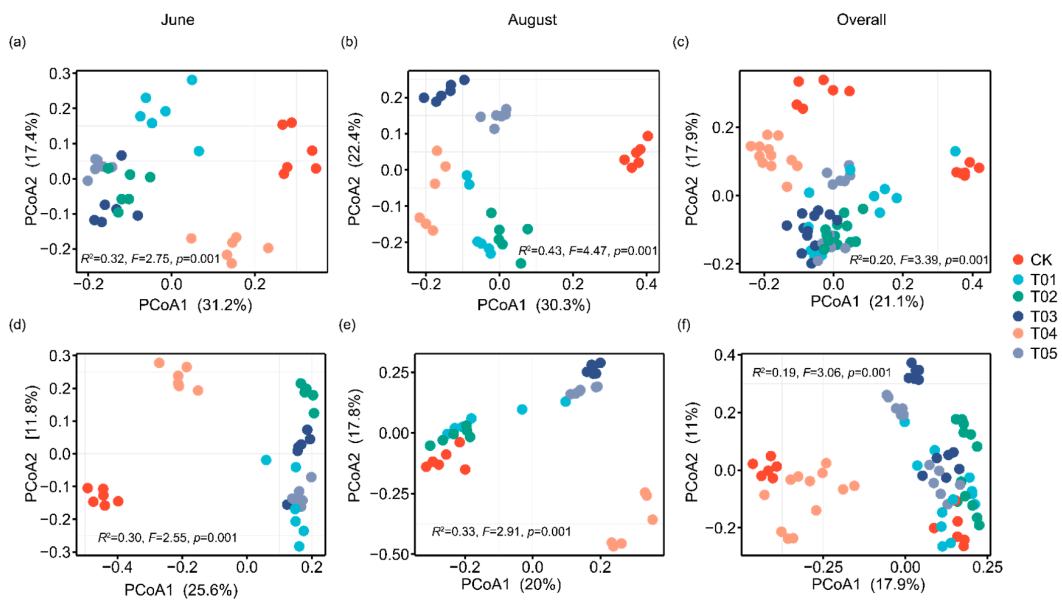 June
August
Overall
(a)
(b)
(c)
0.3
0.2
0.1
0.0
−0.1
−0.2
PCoA2 (17.4%)
R²=0.32, F=2.75, p=0.001
−0.2
0.0
0.2
PCoA1 (31.2%)
0.2
0.1
0.0
−0.1
−0.2
PCoA2 (22.4%)
R²=0.43, F=4.47, p=0.001
−0.2
0.0
0.2
0.4
PCoA1 (30.3%)
0.4
0.2
0.0
−0.2
PCoA2 (17.9%)
R²=0.20, F=3.39, p=0.001
−0.2
0.0
0.2
0.4
PCoA1 (21.1%)
CK
T01
T02
T03
T04
T05
(d)
(e)
(f)
0.3
0.2
0.1
0.0
−0.1
−0.2
−0.3
PCoA2 [11.8%)
R²=0.30, F=2.55, p=0.001
−0.4
−0.2
0.0
0.2
PCoA1 (25.6%)
0.25
0.00
−0.25
−0.50
PCoA2 (17.8%)
R²=0.33, F=2.91, p=0.001
−0.2
0.0
0.2
0.4
PCoA1 (20%)
0.4
0.2
0.0
−0.2
PCoA2 (11%)
R²=0.19, F=3.06, p=0.001
−0.25
0.00
0.25
PCoA1 (17.9%)